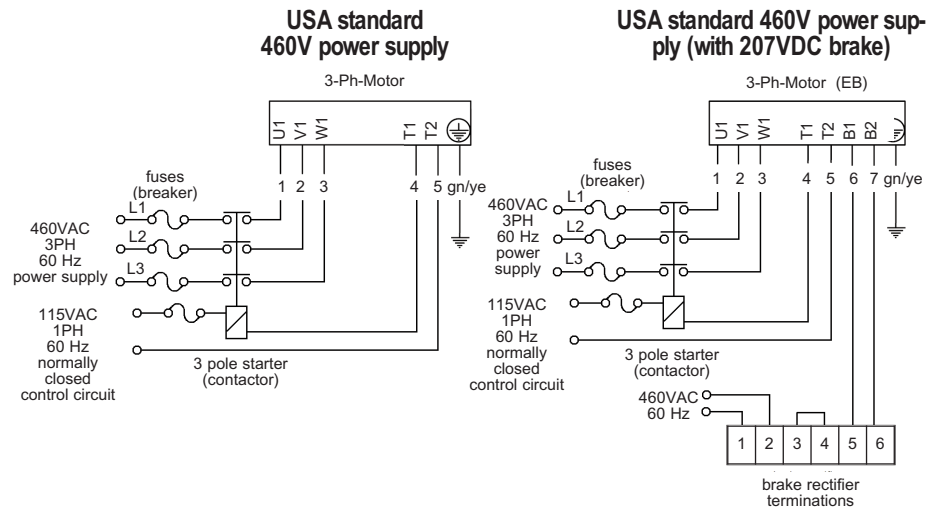 USA standard
460V power supply
3-Ph-Motor
U1 V1 W1 T1 T2
1 2 3 4 5 gn/ye
fuses
(breaker)
L1
L2
L3
460VAC
3PH
60 Hz
power supply
115VAC
1PH
60 Hz
normally
closed
control circuit
3 pole starter
(contactor)
USA standard 460V power sup-
ply (with 207VDC brake)
3-Ph-Motor (EB)
U1 V1 W1 T1 T2 B1 B2
1 2 3 4 5 6 7 gn/ye
fuses
(breaker)
L1
L2
L3
460VAC
3PH
60 Hz
power
supply
115VAC
1PH
60 Hz
normally
closed
control circuit
3 pole starter
(contactor)
460VAC
60 Hz
1 2 3 4 5 6
brake rectifier
terminations